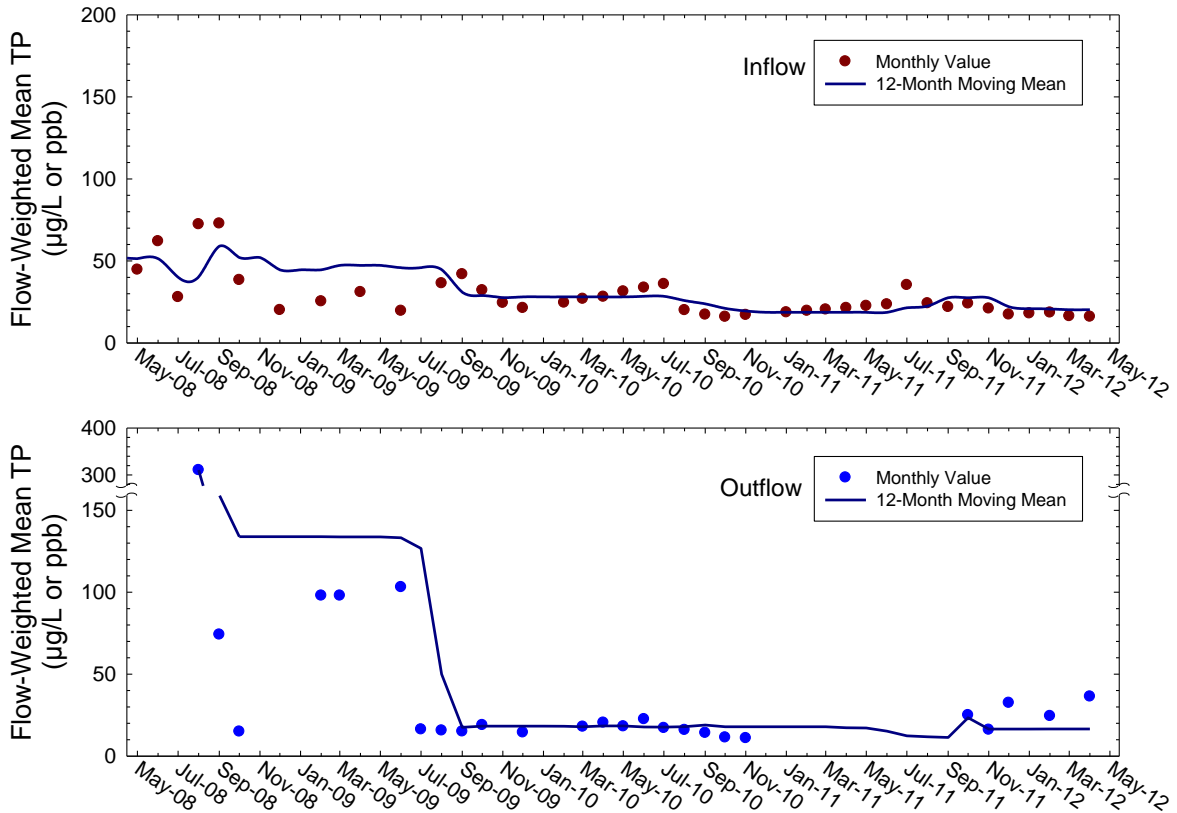 Flow-Weighted Mean TP
(µg/L or ppb)
200
150
100
50
0
Inflow
Monthly Value
12-Month Moving Mean
May-08
Jul-08
Sep-08
Nov-08
Jan-09
Mar-09
May-09
Jul-09
Sep-09
Nov-09
Jan-10
Mar-10
May-10
Jul-10
Sep-10
Nov-10
Jan-11
Mar-11
May-11
Jul-11
Sep-11
Nov-11
Jan-12
Mar-12
May-12
Flow-Weighted Mean TP
(µg/L or ppb)
400
300
150
100
50
0
Outflow
Monthly Value
12-Month Moving Mean
May-08
Jul-08
Sep-08
Nov-08
Jan-09
Mar-09
May-09
Jul-09
Sep-09
Nov-09
Jan-10
Mar-10
May-10
Jul-10
Sep-10
Nov-10
Jan-11
Mar-11
May-11
Jul-11
Sep-11
Nov-11
Jan-12
Mar-12
May-12